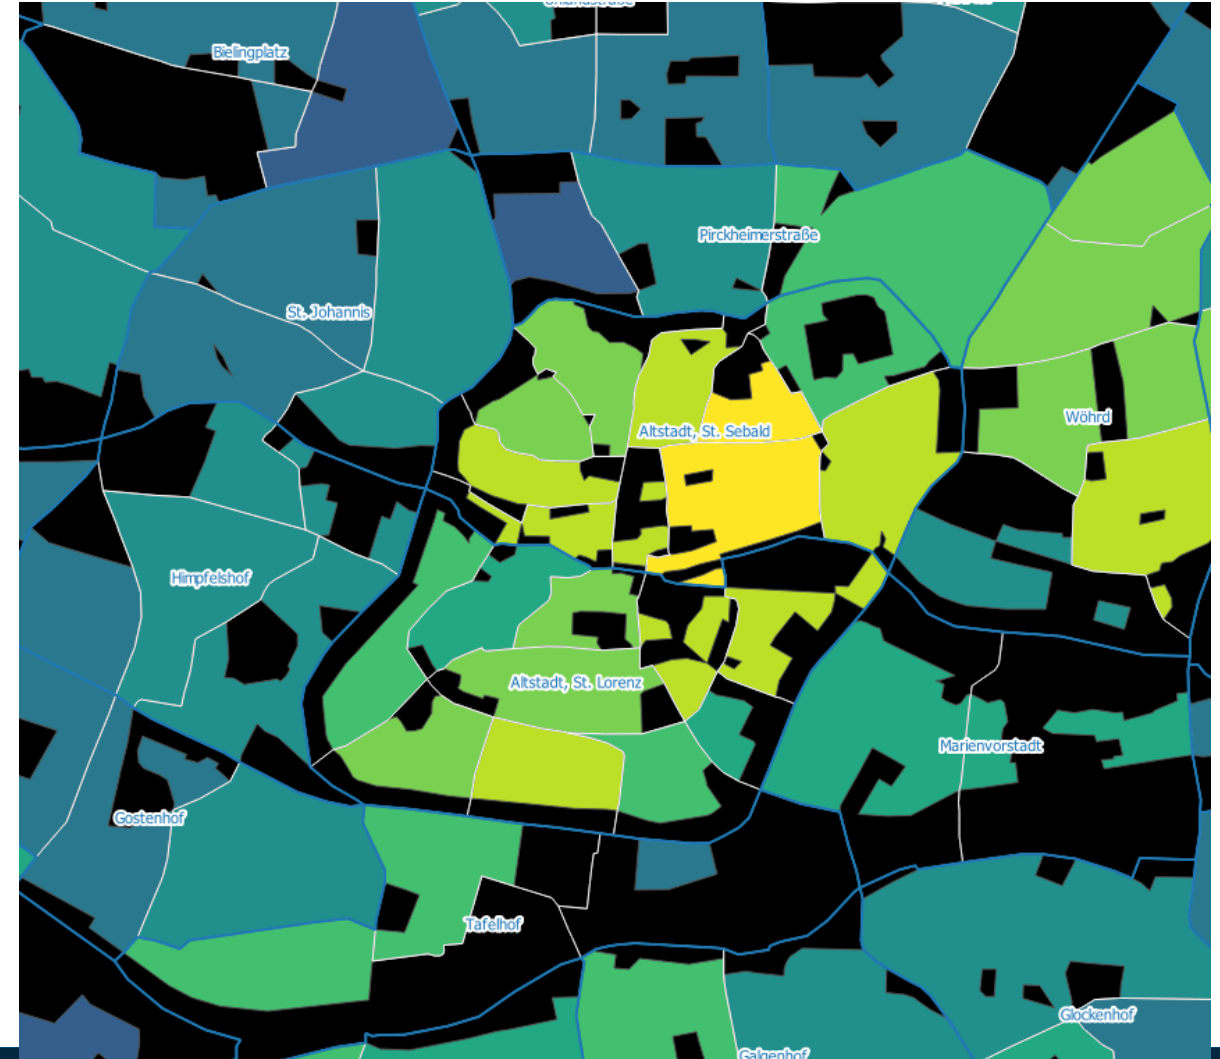 Bielingplatz
Pirckheimerstraße
St. Johannis
Wöhrd
Altstadt, St. Sebald
Himpfelshof
Altstadt, St. Lorenz
Marienvorstadt
Gostenhof
Tafelhof
Glockenhof
Galgenhof